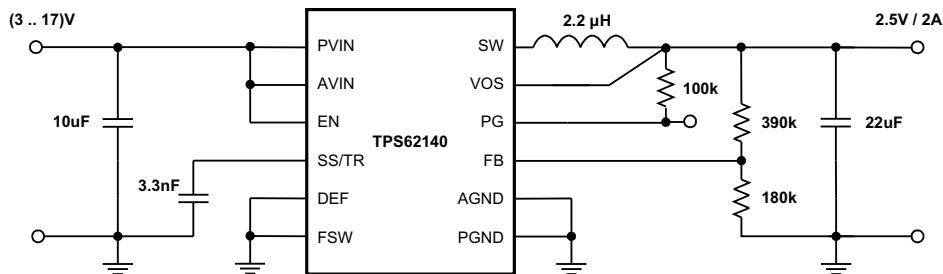 (3 .. 17)V
2.2 µH
2.5V / 2A
PVIN
SW
AVIN
VOS
100k
10uF
EN
PG
390k
22uF
TPS62140
SS/TR
FB
3.3nF
DEF
AGND
180k
FSW
PGND